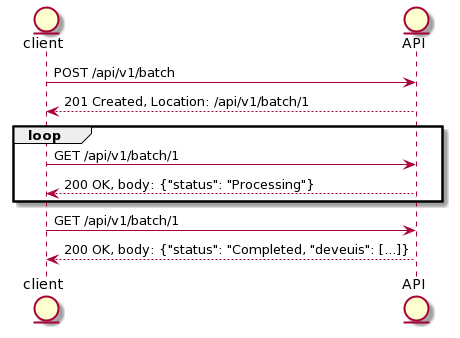 client API
POST /api/v1/batch
201 Created, Location: /api/v1/batch/1
loop
GET /api/v1/batch/1
200 OK, body: {"status": "Processing"}
GET /api/v1/batch/1
200 OK, body: {"status": "Completed, "deveuis": [...]}
client API